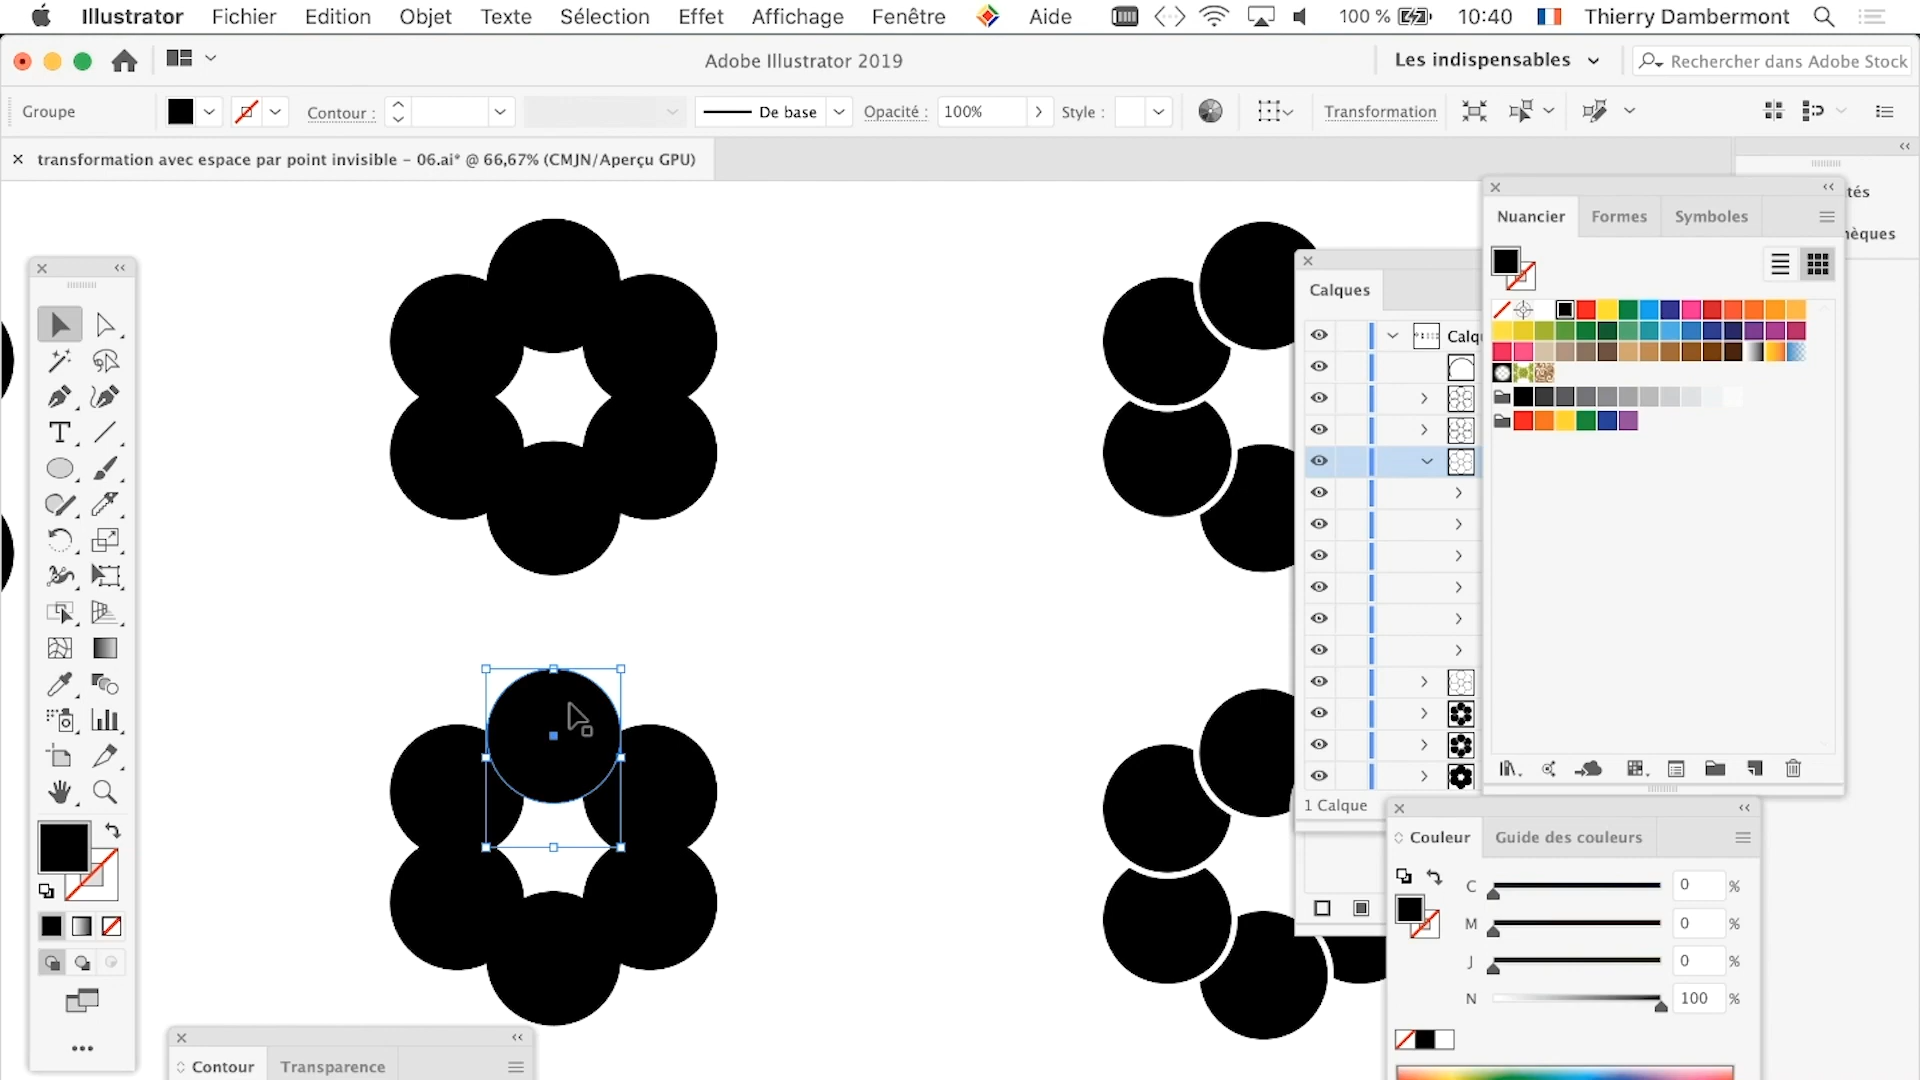 Illustrator Fichier Edition Objet Texte Sélection Effet Affichage Fenêtre Aide 100 % 10:40 Thierry Dambermont
Adobe Illustrator 2019 Les indispensables Rechercher dans Adobe Stock
Groupe Contour : De base Opacité : 100% Style : Transformation
transformation avec espace par point invisible – 06.ai* @ 66,67% (CMJN/Aperçu GPU)
Nuancier Formes Symboles
Calques
1 Calque
Couleur Guide des couleurs
C 0 %
M 0 %
J 0 %
N 100 %
Contour Transparence